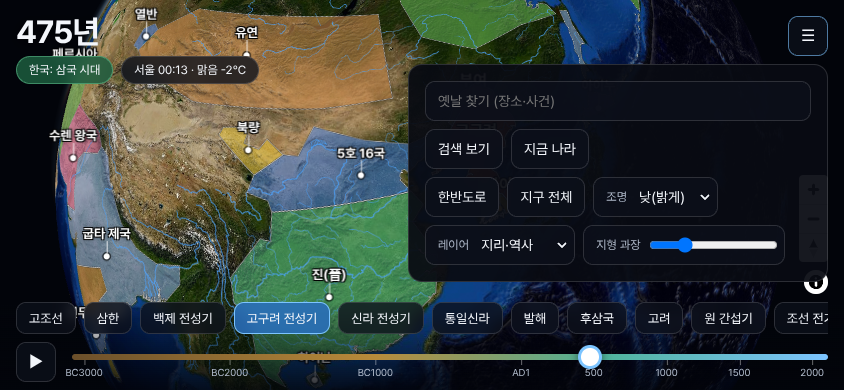 475년
열반
유연
페르시아
한국: 삼국 시대
서울 00:13 · 맑음 -2°C
옛날 찾기 (장소·사건)
수렌 왕국
북량
5호 16국
검색 보기
지금 나라
한반도로
지구 전체
조명 낮(밝게)
굽타 제국
레이어 지리·역사
지형 과장
진(晉)
고조선
삼한
백제 전성기
고구려 전성기
신라 전성기
통일신라
발해
후삼국
고려
원 간섭기
조선 전기
BC3000
BC2000
BC1000
AD1
500
1000
1500
2000